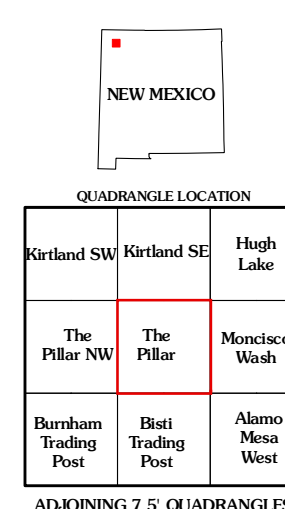 NEW MEXICO
QUADRANGLE LOCATION
Kirtland SW
Kirtland SE
Hugh
Lake
The
Pillar NW
The
Pillar
Moncisco
Wash
Burnham
Trading
Post
Bisti
Trading
Post
Alamo
Mesa
West
ADJOINING 7.5' QUADRANGLES